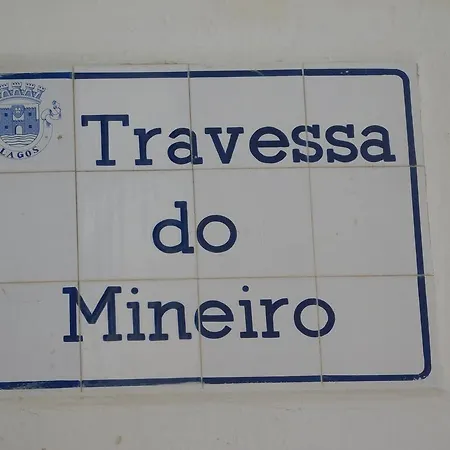 LAGOS
Travessa
do
Mineiro